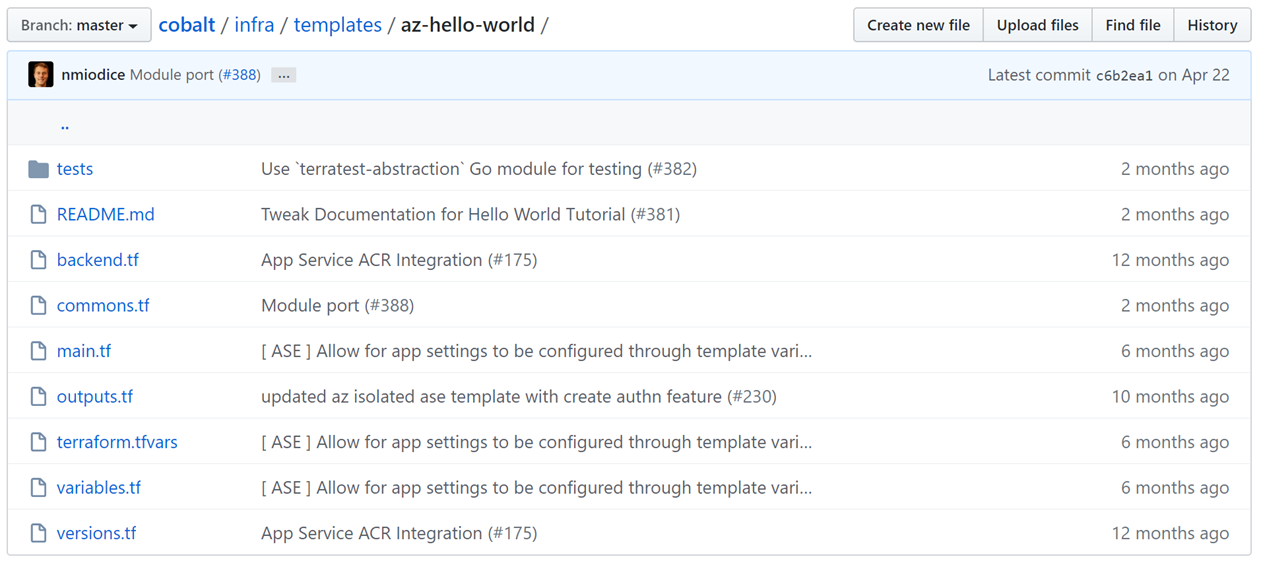 Branch: master cobalt / infra / templates / az-hello-world / Create new file Upload files Find file History
nmiodice Module port (#388) ... Latest commit c6b2ea1 on Apr 22
..
tests Use `terratest-abstraction` Go module for testing (#382) 2 months ago
README.md Tweak Documentation for Hello World Tutorial (#381) 2 months ago
backend.tf App Service ACR Integration (#175) 12 months ago
commons.tf Module port (#388) 2 months ago
main.tf [ ASE ] Allow for app settings to be configured through template vari... 6 months ago
outputs.tf updated az isolated ase template with create authn feature (#230) 10 months ago
terraform.tfvars [ ASE ] Allow for app settings to be configured through template vari... 6 months ago
variables.tf [ ASE ] Allow for app settings to be configured through template vari... 6 months ago
versions.tf App Service ACR Integration (#175) 12 months ago